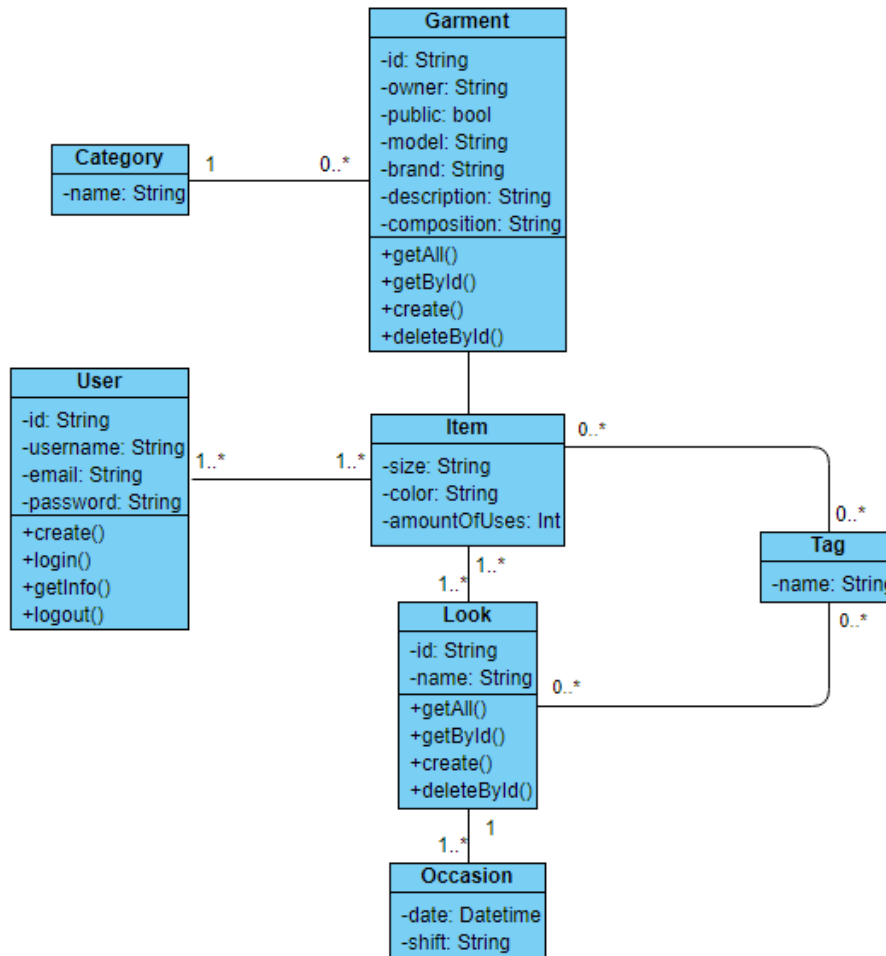 Garment
-id: String
-owner: String
-public: bool
-model: String
-brand: String
-description: String
-composition: String
+getAll()
+getById()
+create()
+deleteById()
Category
-name: String
1
0..*
User
-id: String
-username: String
-email: String
-password: String
+create()
+login()
+getInfo()
+logout()
1..*
1..*
Item
-size: String
-color: String
-amountOfUses: Int
0..*
0..*
Tag
-name: String
0..*
1..*
1..*
Look
-id: String
-name: String
+getAll()
+getById()
+create()
+deleteById()
0..*
1
1..*
Occasion
-date: Datetime
-shift: String